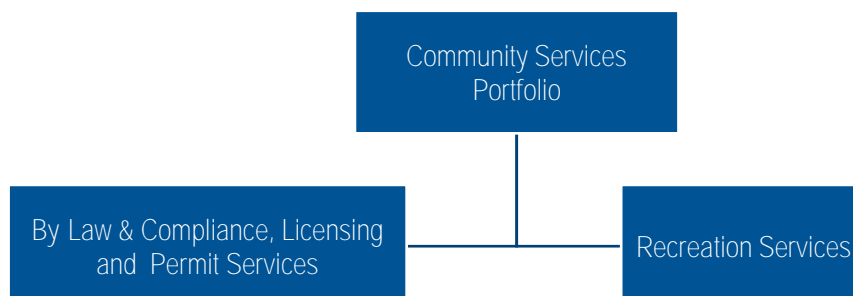 Community Services
Portfolio
By Law & Compliance, Licensing
and Permit Services
Recreation Services